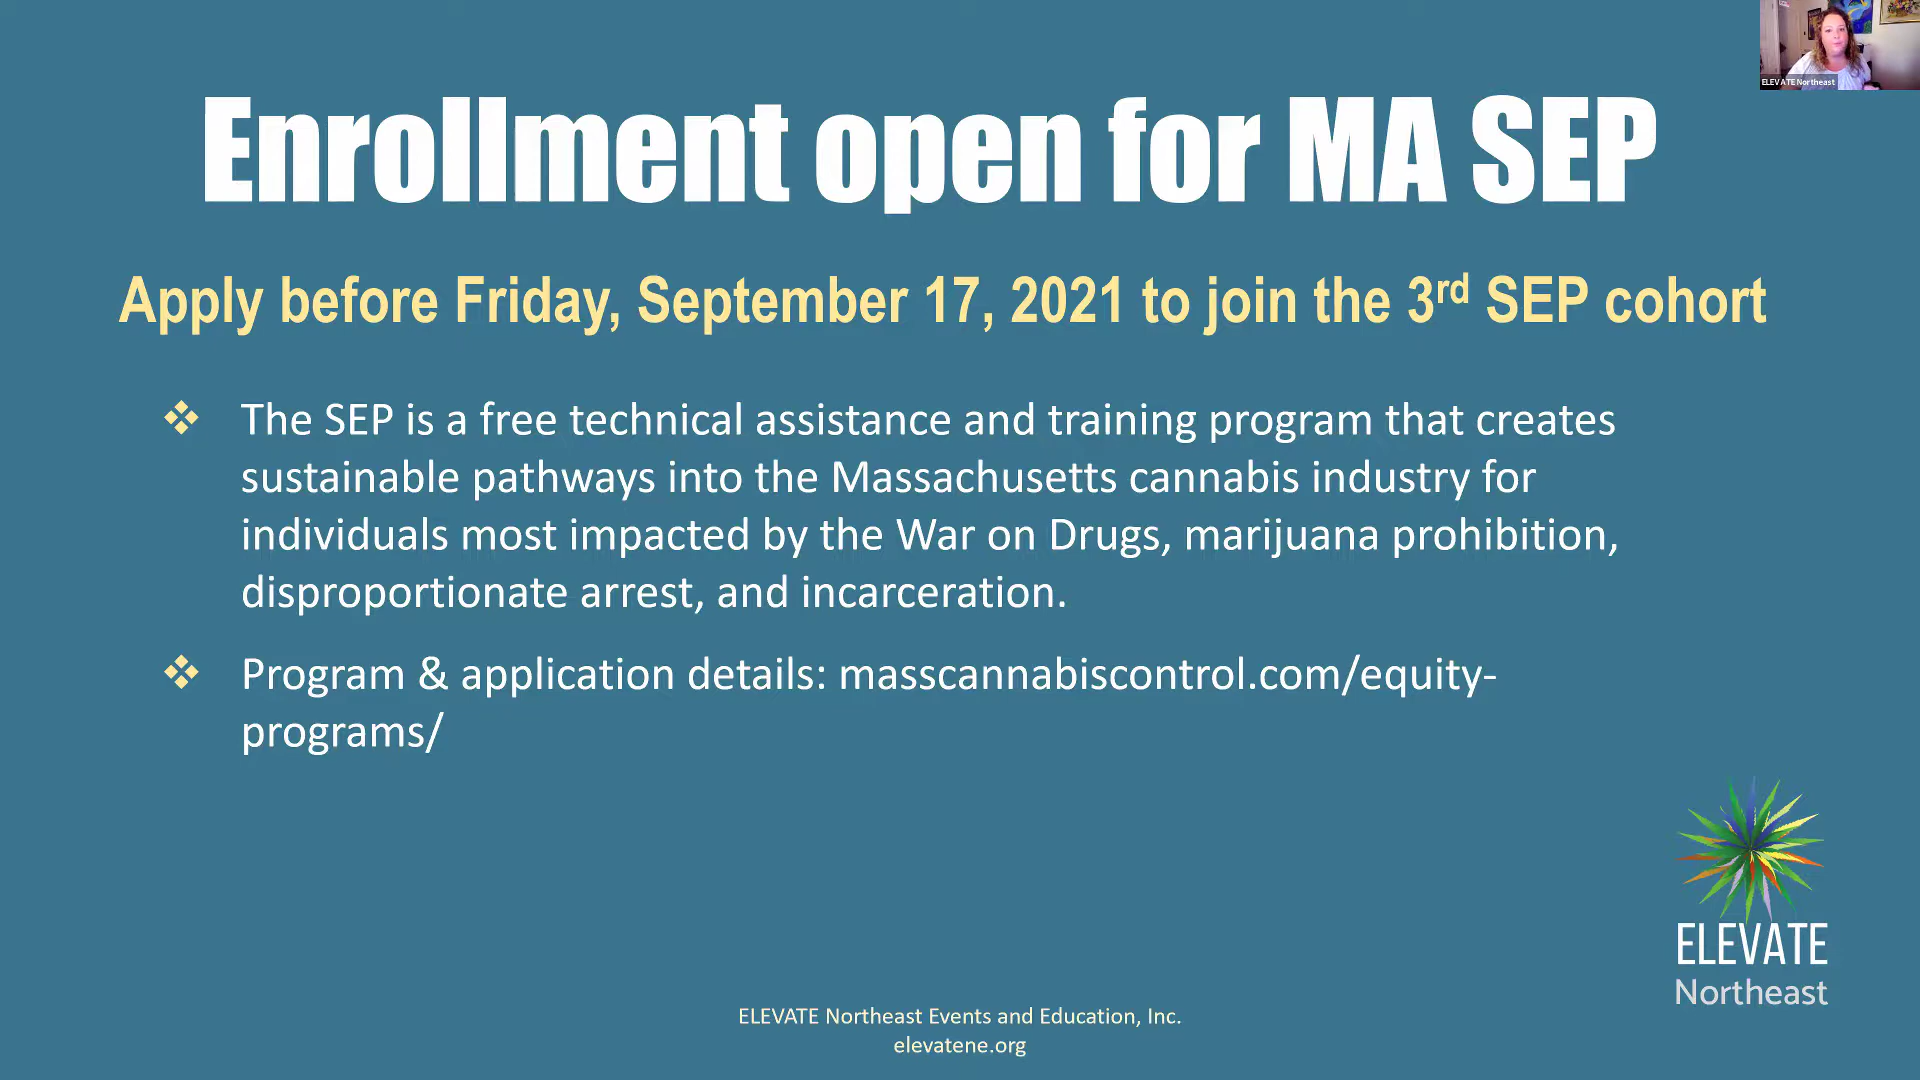 ELEVATE Northeast
Enrollment open for MA SEP
Apply before Friday, September 17, 2021 to join the 3rd SEP cohort
❖ The SEP is a free technical assistance and training program that creates
sustainable pathways into the Massachusetts cannabis industry for
individuals most impacted by the War on Drugs, marijuana prohibition,
disproportionate arrest, and incarceration.
❖ Program & application details: masscannabiscontrol.com/equity-
programs/
ELEVATE
Northeast
ELEVATE Northeast Events and Education, Inc.
elevatene.org